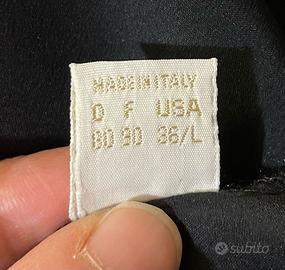 MADE IN ITALY
D F USA
80 90 36/L
subito